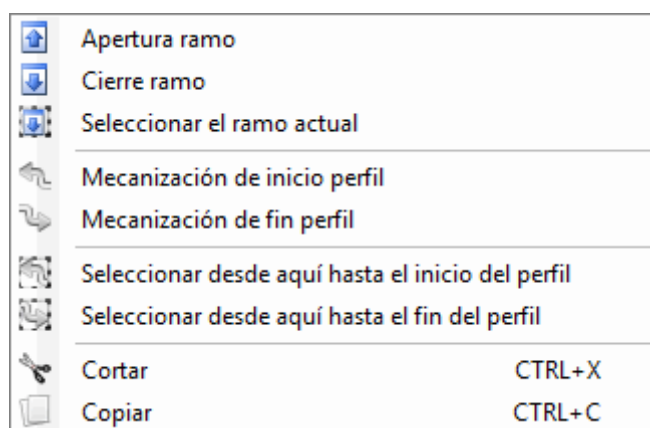 Apertura ramo
Cierre ramo
Seleccionar el ramo actual
Mecanización de inicio perfil
Mecanización de fin perfil
Seleccionar desde aquí hasta el inicio del perfil
Seleccionar desde aquí hasta el fin del perfil
Cortar CTRL+X
Copiar CTRL+C